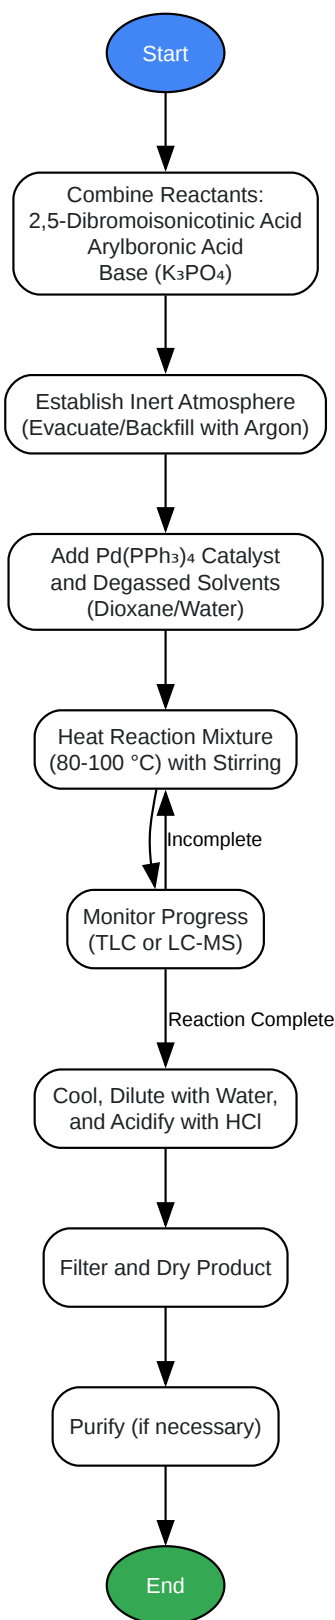 Start
Combine Reactants:
2,5-Dibromoisonicotinic Acid
Arylboronic Acid
Base (K₃PO₄)
Establish Inert Atmosphere
(Evacuate/Backfill with Argon)
Add Pd(PPh₃)₄ Catalyst
and Degassed Solvents
(Dioxane/Water)
Heat Reaction Mixture
(80-100 °C) with Stirring
Incomplete
Monitor Progress
(TLC or LC-MS)
Reaction Complete
Cool, Dilute with Water,
and Acidify with HCl
Filter and Dry Product
Purify (if necessary)
End